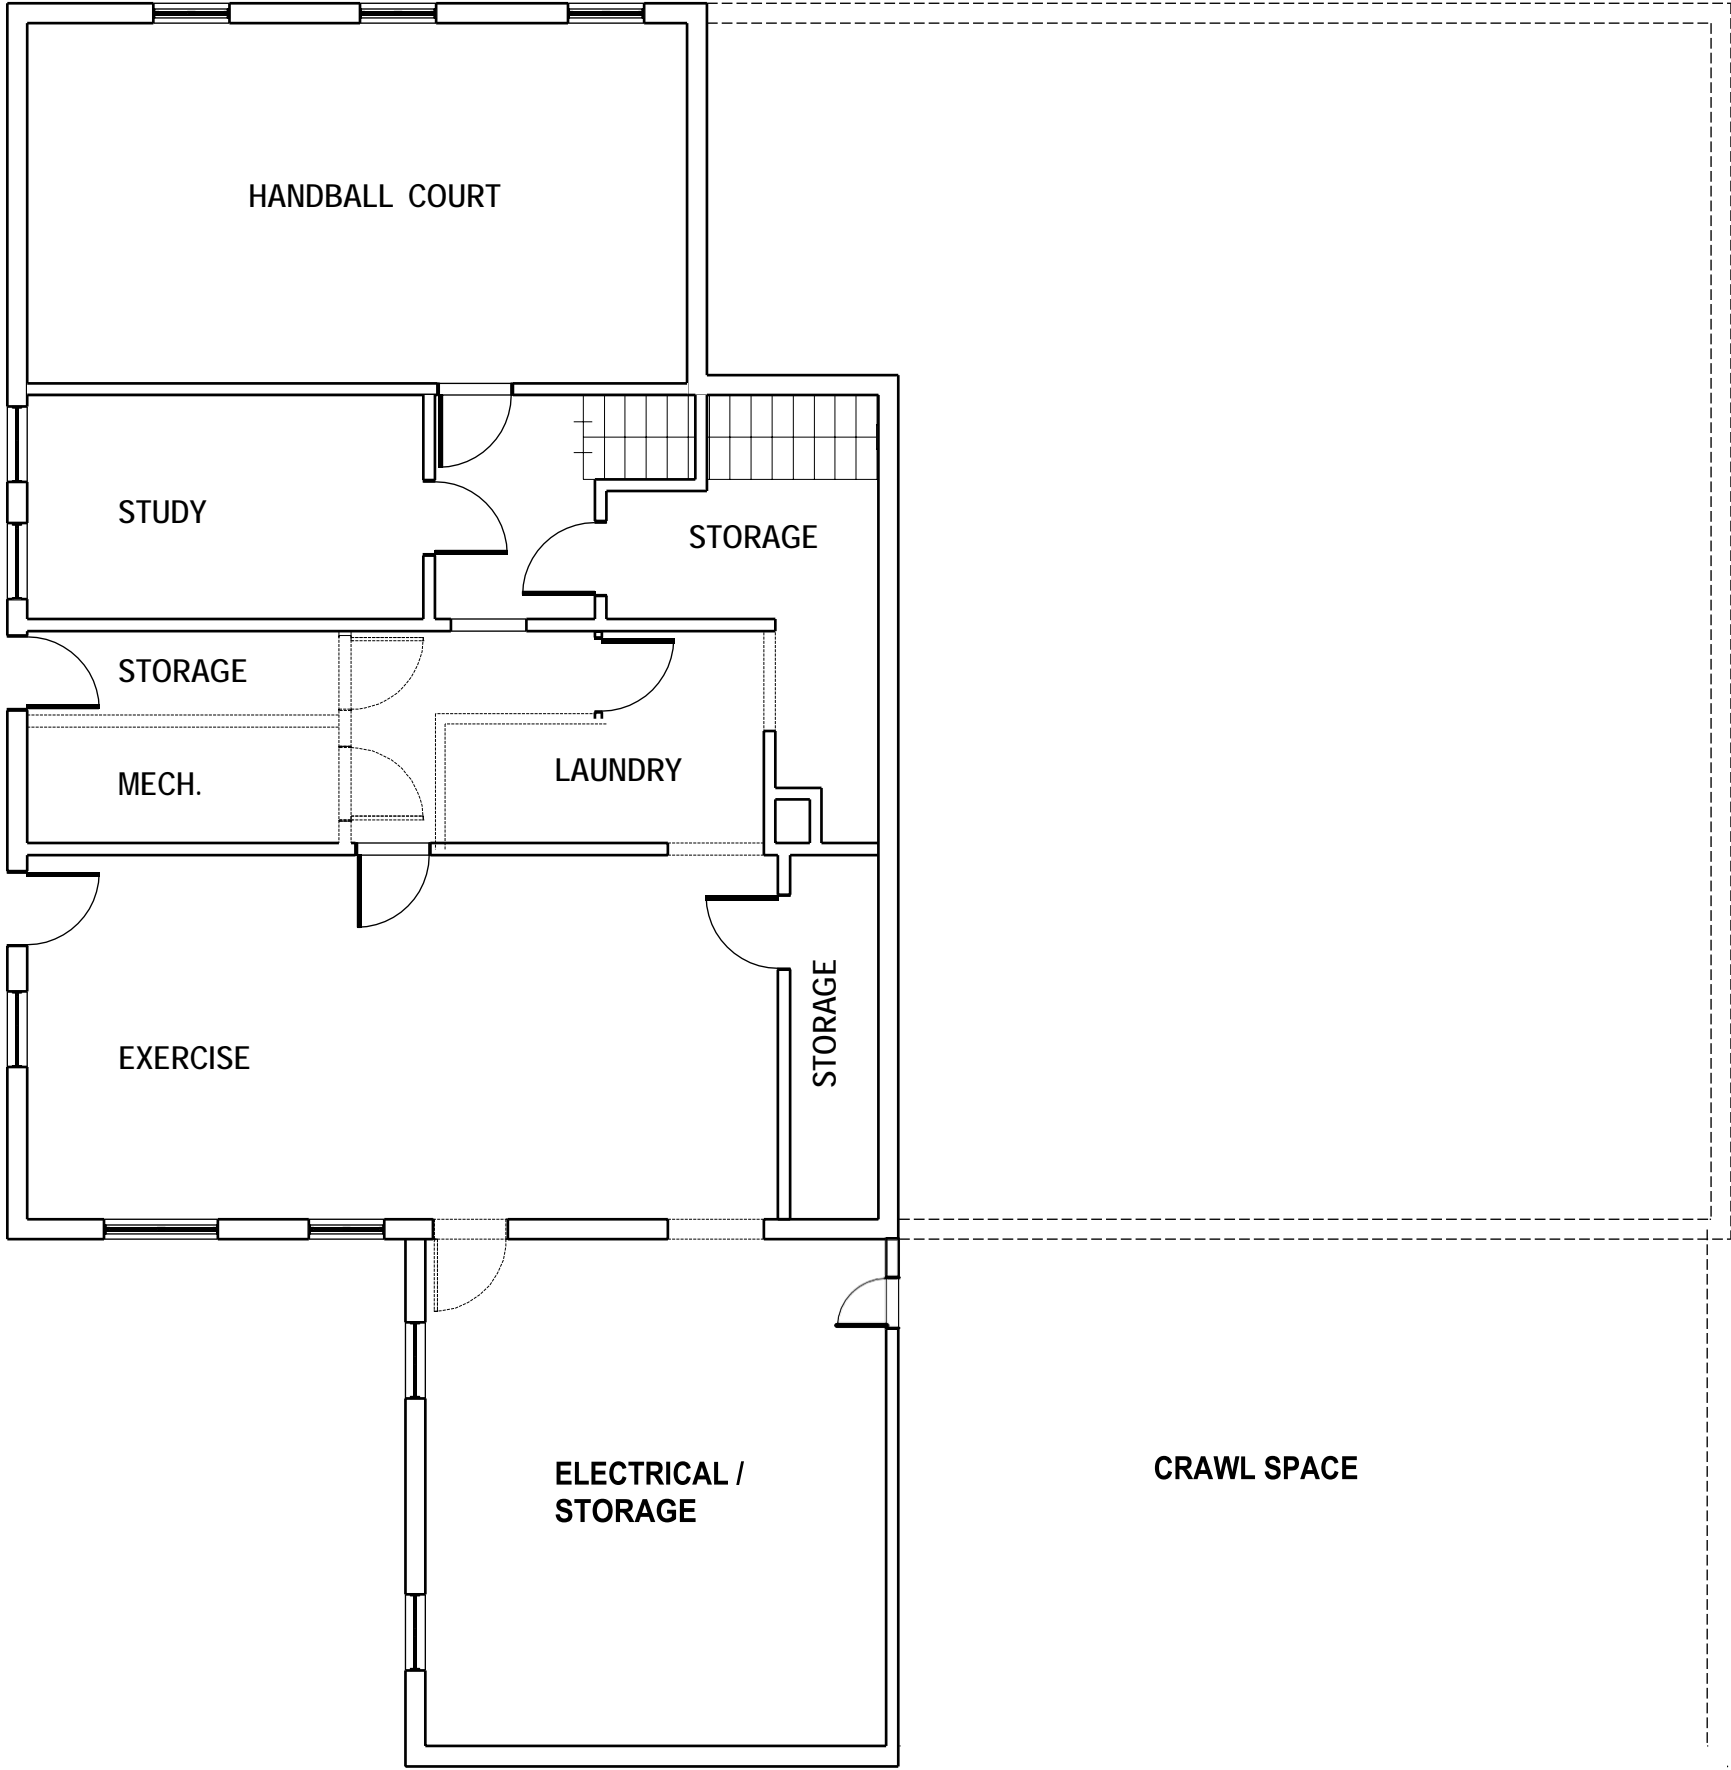 HANDBALL COURT
STUDY
STORAGE
STORAGE
MECH.
LAUNDRY
EXERCISE
STORAGE
ELECTRICAL /
STORAGE
CRAWL SPACE